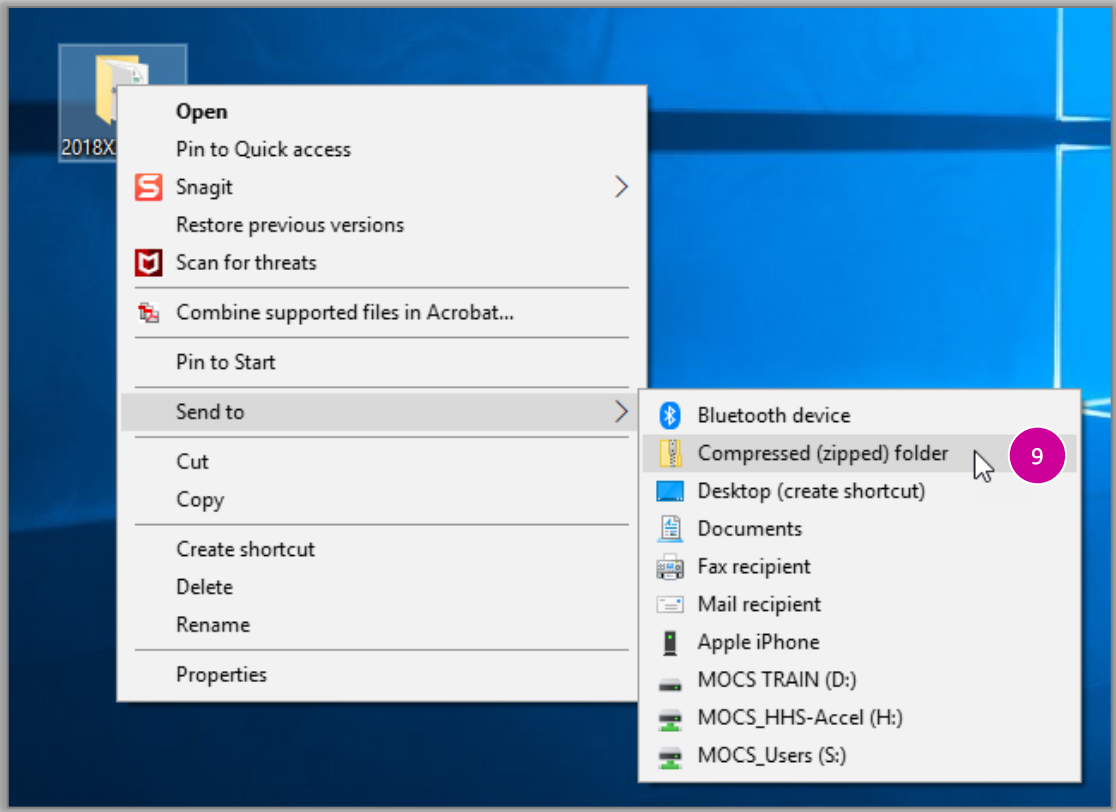 2018X
Open
Pin to Quick access
Snagit
Restore previous versions
Scan for threats
Combine supported files in Acrobat...
Pin to Start
Send to
Cut
Copy
Create shortcut
Delete
Rename
Properties
Bluetooth device
Compressed (zipped) folder
9
Desktop (create shortcut)
Documents
Fax recipient
Mail recipient
Apple iPhone
MOCS TRAIN (D:)
MOCS_HHS-Accel (H:)
MOCS_Users (S:)